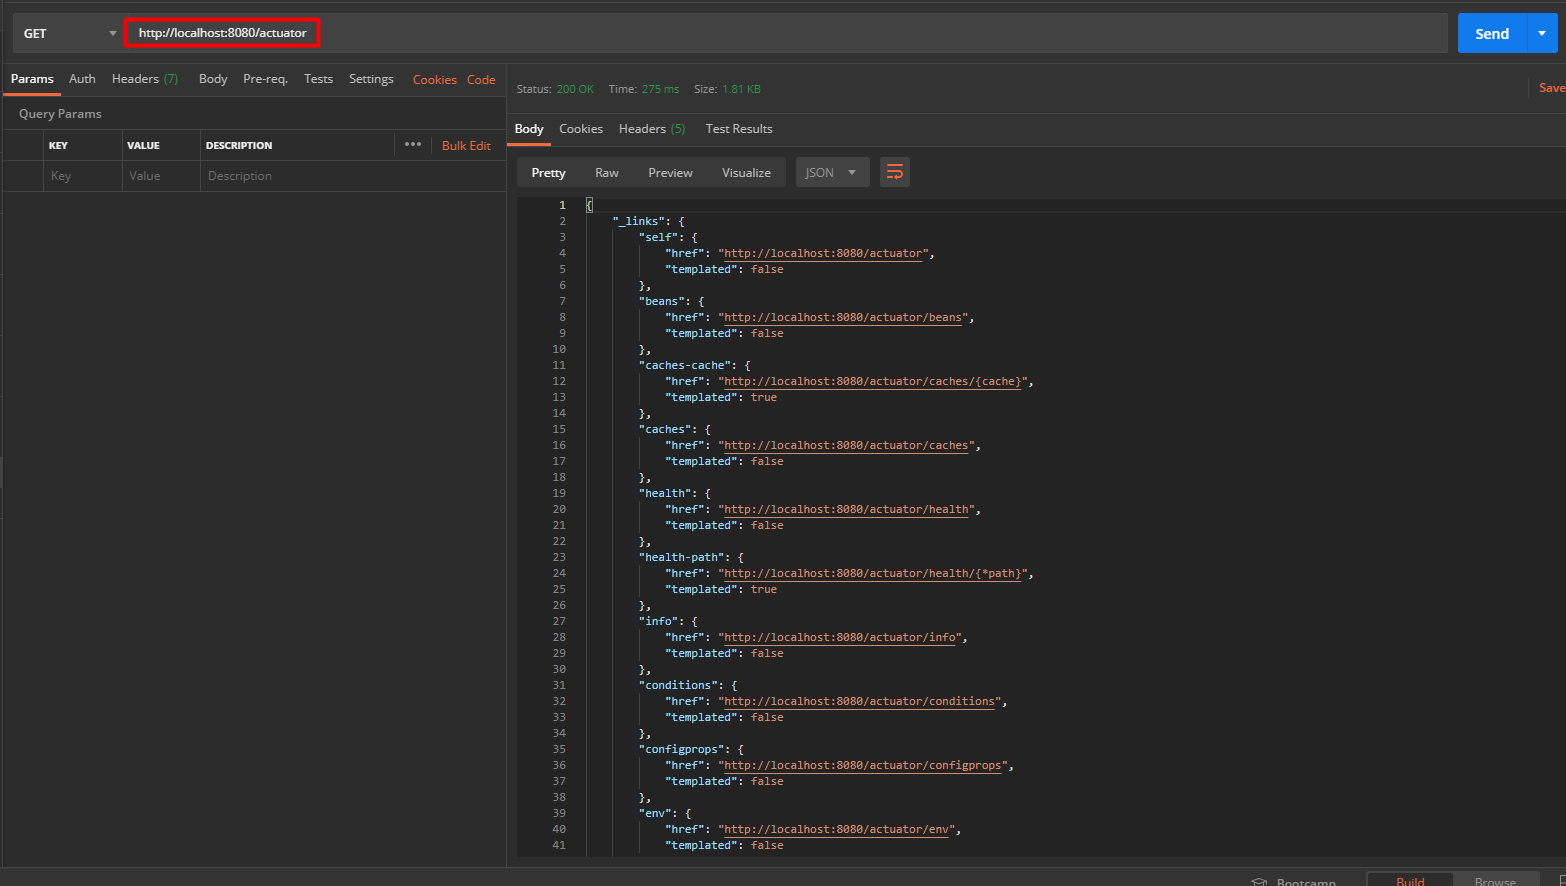 GET http://localhost:8080/actuator Send
Params Auth Headers (7) Body Pre-req. Tests Settings Cookies Code
Query Params
KEY VALUE DESCRIPTION ••• Bulk Edit
Key Value Description
Status: 200 OK Time: 275 ms Size: 1.81 KB Save
Body Cookies Headers (5) Test Results
Pretty Raw Preview Visualize JSON
1 {
2 "_links": {
3 "self": {
4 "href": "http://localhost:8080/actuator",
5 "templated": false
6 },
7 "beans": {
8 "href": "http://localhost:8080/actuator/beans",
9 "templated": false
10 },
11 "caches-cache": {
12 "href": "http://localhost:8080/actuator/caches/{cache}",
13 "templated": true
14 },
15 "caches": {
16 "href": "http://localhost:8080/actuator/caches",
17 "templated": false
18 },
19 "health": {
20 "href": "http://localhost:8080/actuator/health",
21 "templated": false
22 },
23 "health-path": {
24 "href": "http://localhost:8080/actuator/health/{*path}",
25 "templated": true
26 },
27 "info": {
28 "href": "http://localhost:8080/actuator/info",
29 "templated": false
30 },
31 "conditions": {
32 "href": "http://localhost:8080/actuator/conditions",
33 "templated": false
34 },
35 "configprops": {
36 "href": "http://localhost:8080/actuator/configprops",
37 "templated": false
38 },
39 "env": {
40 "href": "http://localhost:8080/actuator/env",
41 "templated": false
Bootcamp Build Browse